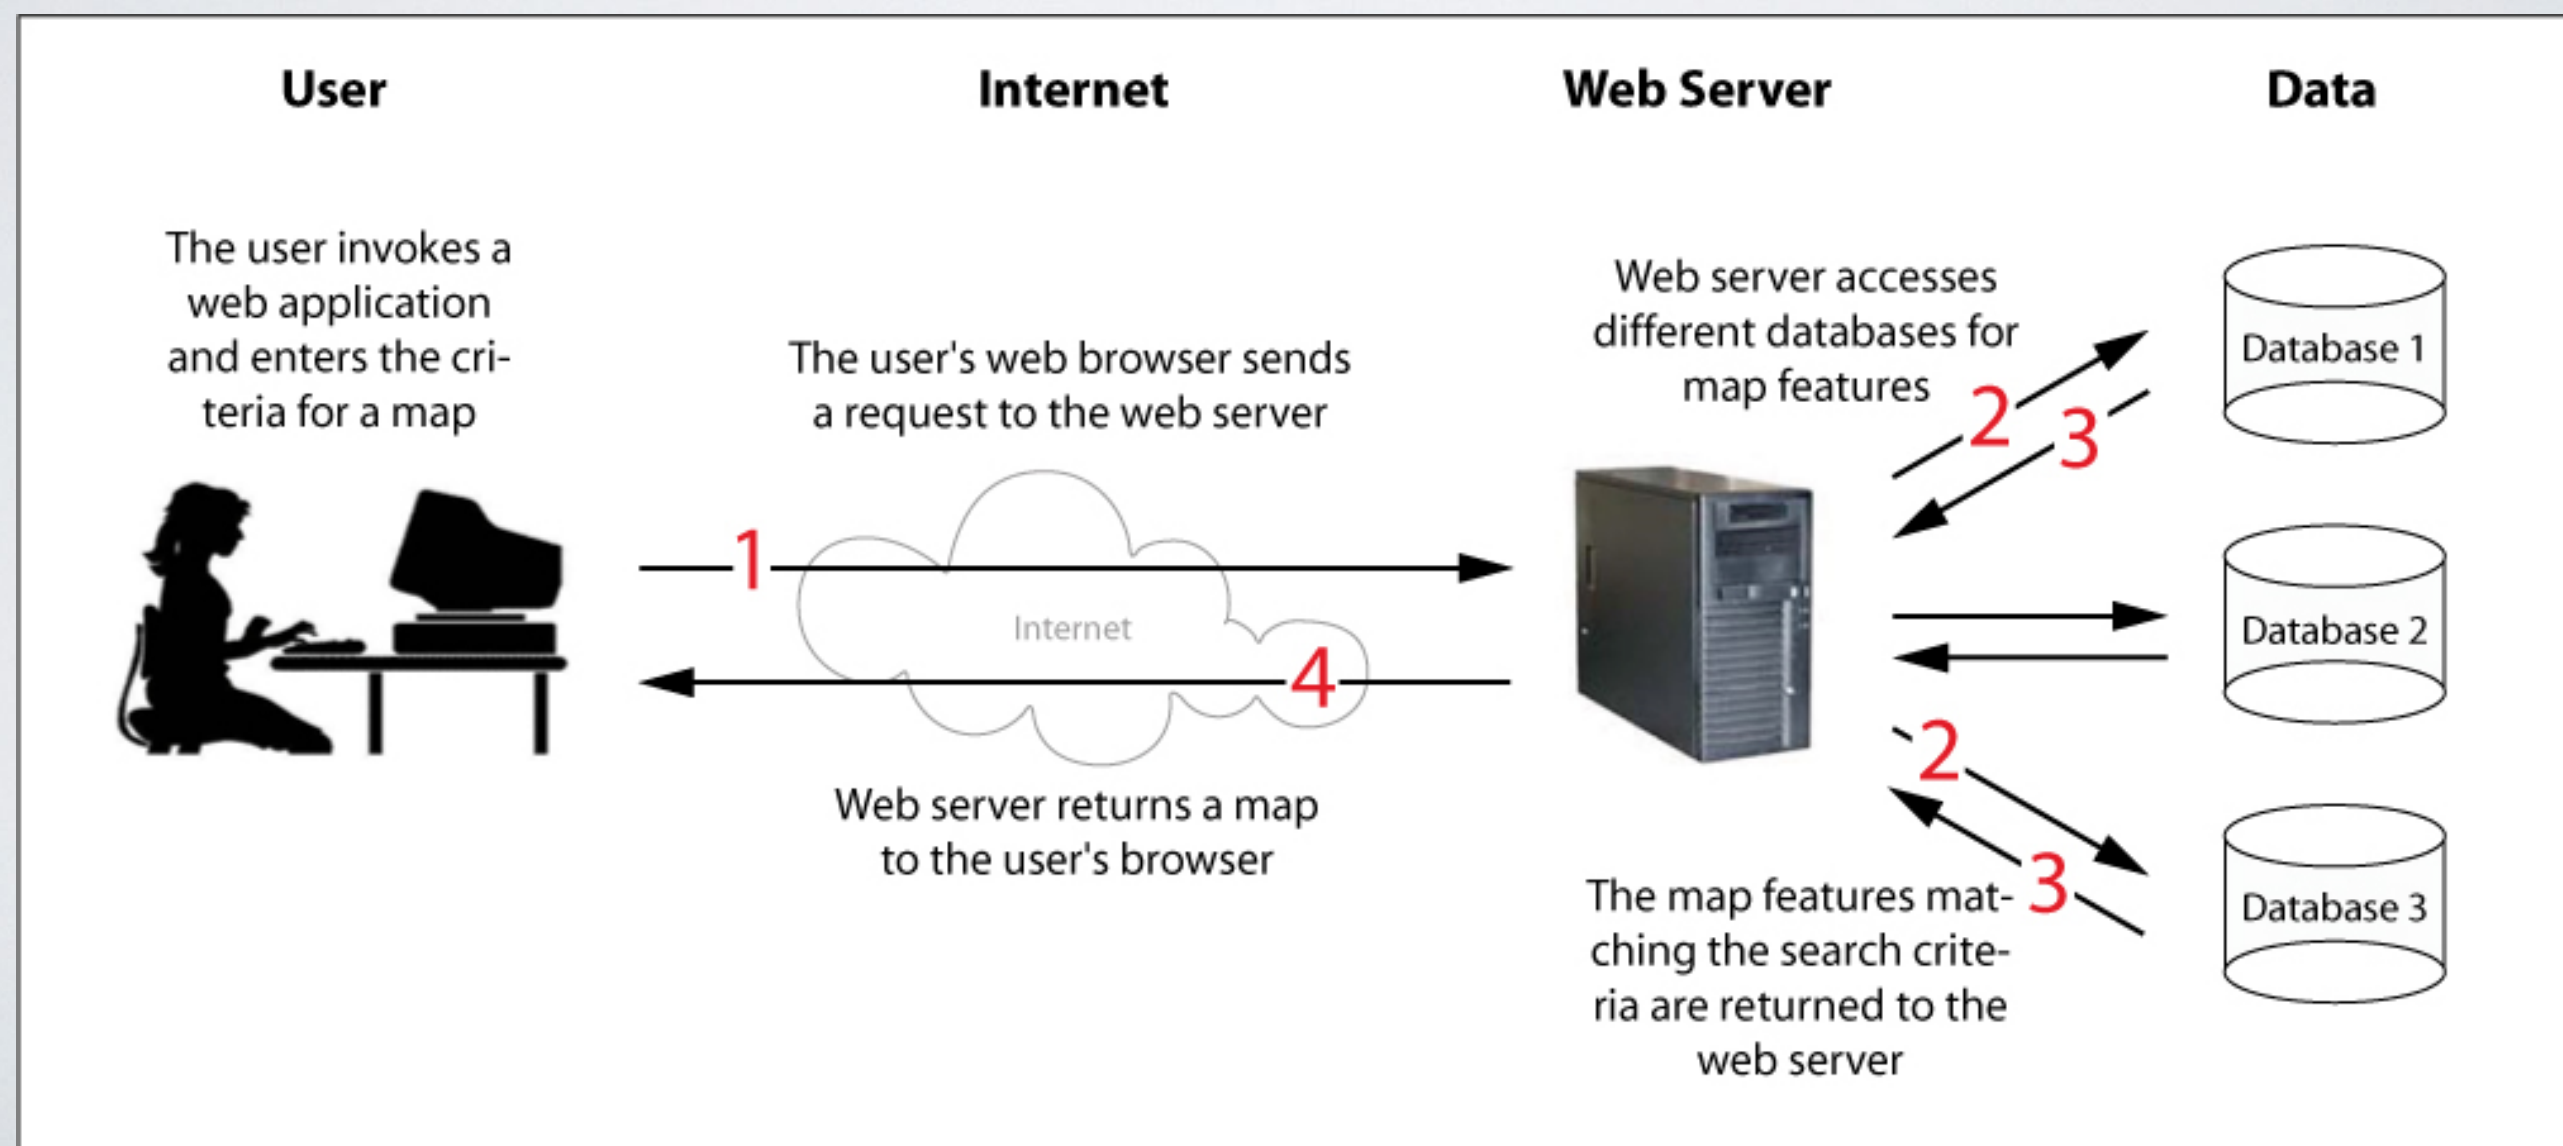 User
Internet
Web Server
Data
The user invokes a
web application
and enters the cri-
teria for a map
The user's web browser sends
a request to the web server
Web server accesses
different databases for
map features
1
Internet
4
Web server returns a map
to the user's browser
2
3
2
3
The map features mat-
ching the search crite-
ria are returned to the
web server
Database 1
Database 2
Database 3